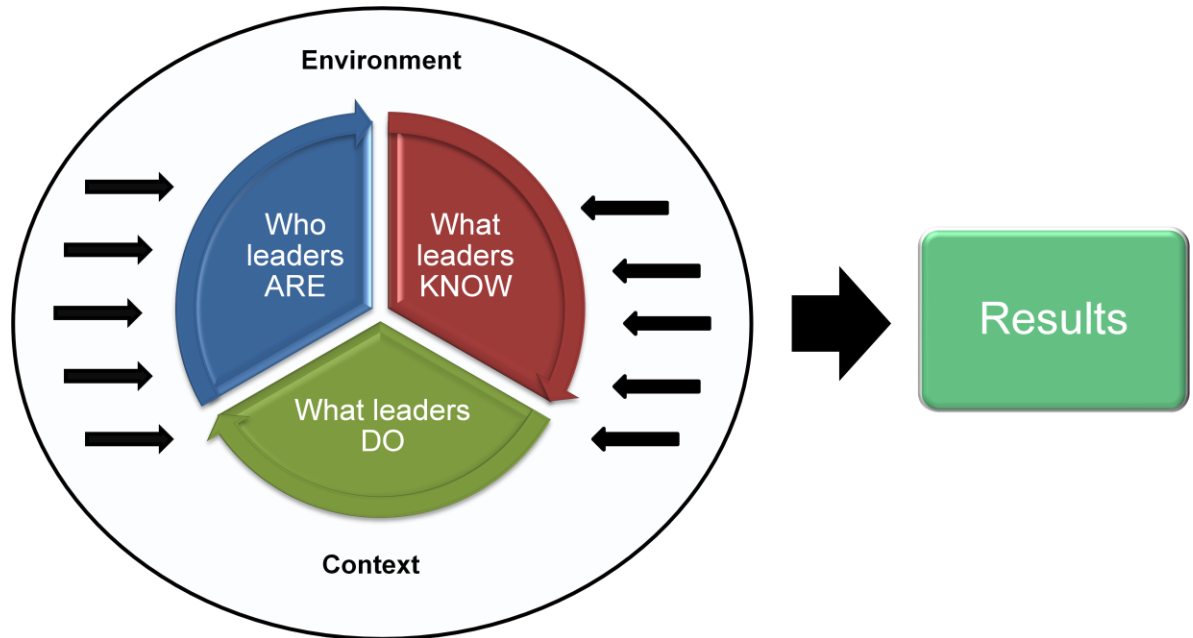 Environment
Who
leaders
ARE
What
leaders
KNOW
What leaders
DO
Context
Results